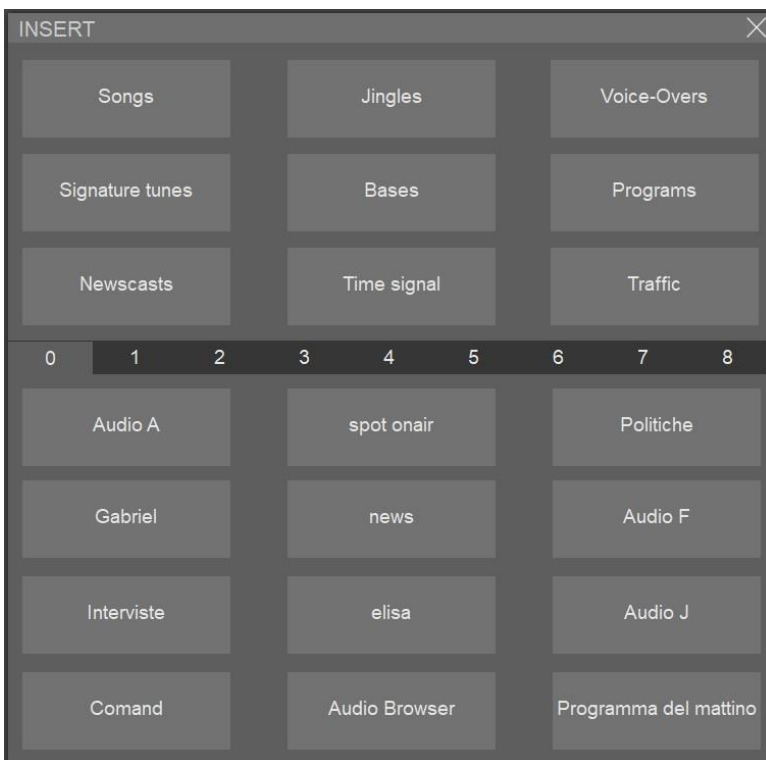 INSERT
Songs Jingles Voice-Overs
Signature tunes Bases Programs
Newscasts Time signal Traffic
0 1 2 3 4 5 6 7 8
Audio A spot onair Politiche
Gabriel news Audio F
Interviste elisa Audio J
Comand Audio Browser Programma del mattino